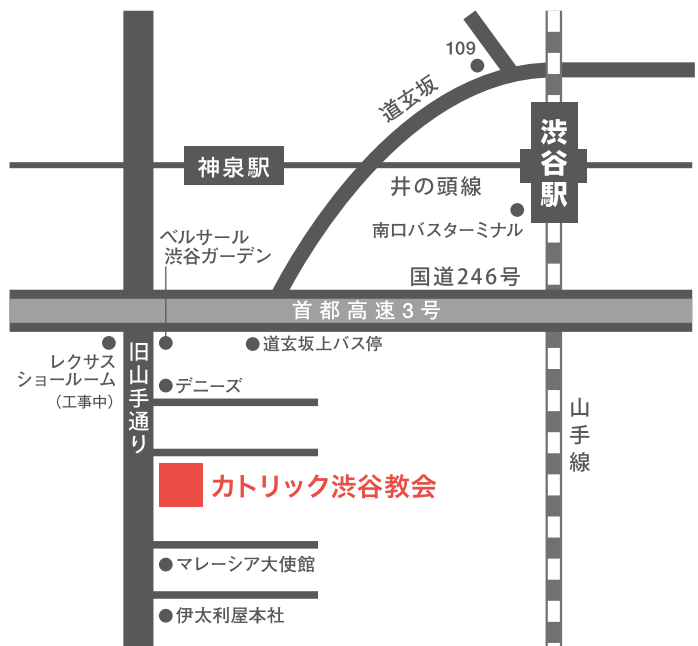 109
道玄坂
渋谷駅
神泉駅
井の頭線
南口バスターミナル
ベルサール
渋谷ガーデン
国道246号
首都高速3号
レクサス
ショールーム
(工事中)
旧山手通り
道玄坂上バス停
デニーズ
山手線
カトリック渋谷教会
マレーシア大使館
伊太利屋本社